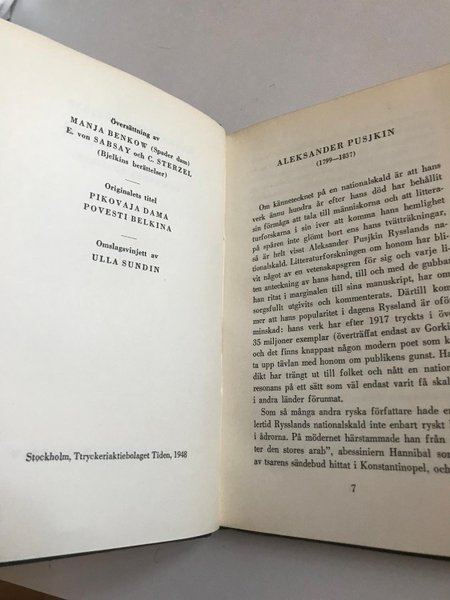 Översättning av
MANJA BENKOW (Spader dam)
E. von SABSAY och C. STERZEL
(Bjelkins berättelser)
Originalets titel
PIKOVAJA DAMA
POVESTI BELKINA
Omslagsvinjett av
ULLA SUNDIN
Stockholm, Ttryckeriaktiebolaget Tiden, 1948
ALEKSANDER PUSJKIN
(1799—1837)
Om kännetecknet på en nationalskald är att hans
verk ännu hundra år efter hans död har behållit
sin förmåga att tala till människorna och att littera-
turforskarna i sin iver att komma hans hemlighet
på spåren inte glömt bort ens hans tvätträkningar,
så är helt visst Aleksander Pusjkin Rysslands na-
tionalskald. Litteraturforskningen om honom har bli-
vit något av en vetenskapsgren för sig och varje li-
ten anteckning av hans hand, till och med de gubbar
han ritat i marginalen till sina manuskript, har om-
sorgsfullt utgivits och kommenterats. Därtill kom-
mer att hans popularitet i dagens Ryssland är oför-
minskad: hans verk har efter 1917 tryckts i över
35 miljoner exemplar (överträffat endast av Gorki
och det finns knappast någon modern poet som k
ta upp tävlan med honom om publikens gunst. Ha
dikt har trängt ut till folket och nått en nation
resonans på ett sätt som väl endast varit få skal
i andra länder förunnat.
Som så många andra ryska författare hade e
lertid Rysslands nationalskald inte enbart ryskt
i ådrorna. På mödernet härstammade han från
ter den stores arab", abessiniern Hannibal som
av tsarens sändebud hittat i Konstantinopel, och
7